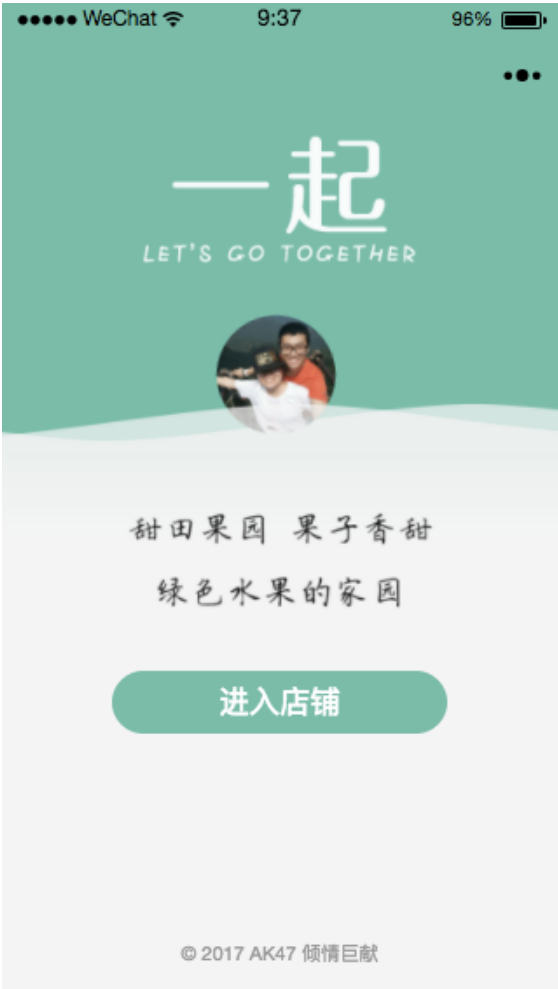 ●●●●● WeChat 9:37 96%
一起
LET'S GO TOGETHER
甜田果园 果子香甜
绿色水果的家园
进入店铺
© 2017 AK47 倾情巨献